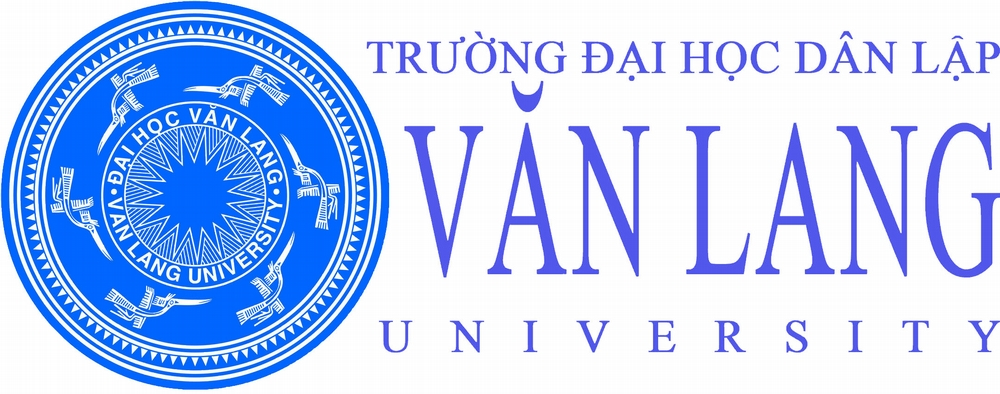 TRƯỜNG ĐẠI HỌC DÂN LẬP
VĂN LANG
UNIVERSITY
ĐẠI HỌC VĂN LANG
• VAN LANG UNIVERSITY •